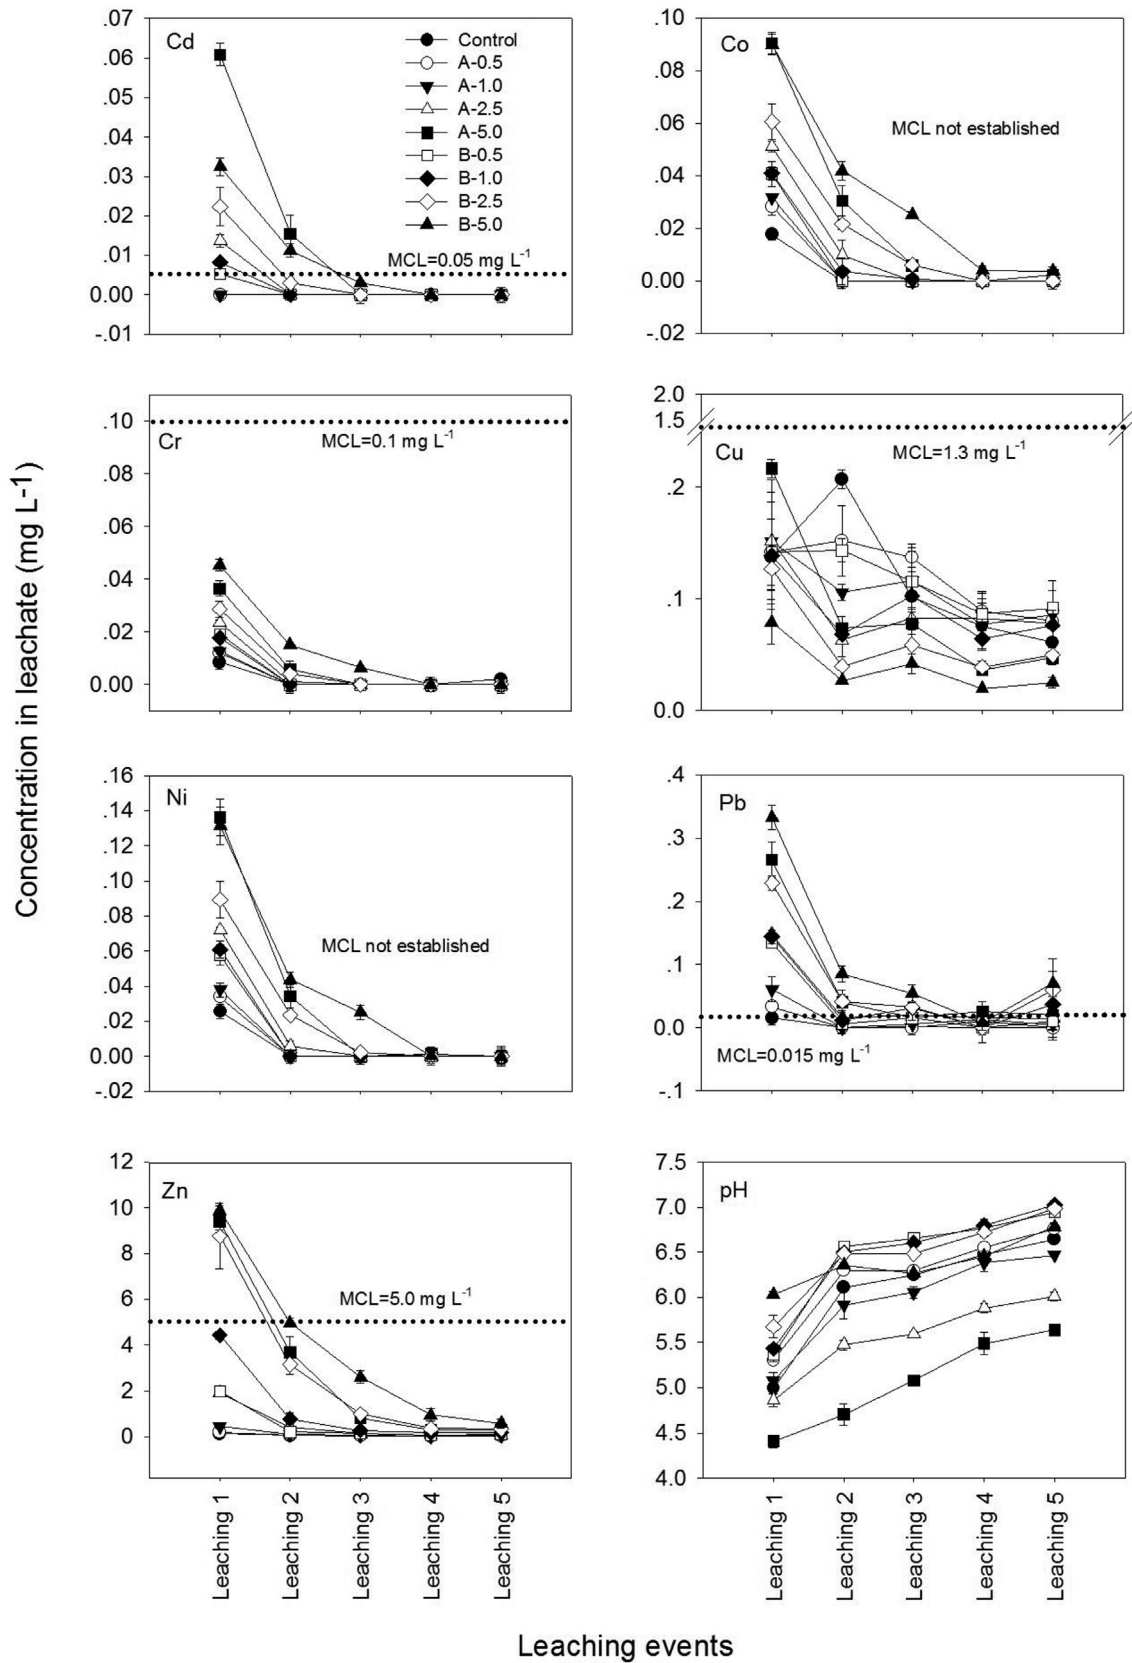 Concentration in leachate (mg L-1)
.07
.06
.05
.04
.03
.02
.01
0.00
-.01
Cd
Control
A-0.5
A-1.0
A-2.5
A-5.0
B-0.5
B-1.0
B-2.5
B-5.0
MCL=0.05 mg L-1
.10
.08
.06
.04
.02
0.00
-.02
Co
MCL not established
.10
.08
.06
.04
.02
0.00
Cr
MCL=0.1 mg L-1
2.0
1.5
.2
.1
0.0
Cu
MCL=1.3 mg L-1
.16
.14
.12
.10
.08
.06
.04
.02
0.00
-.02
Ni
MCL not established
.4
.3
.2
.1
0.0
-.1
Pb
MCL=0.015 mg L-1
12
10
8
6
4
2
0
Zn
MCL=5.0 mg L-1
Leaching 1
Leaching 2
Leaching 3
Leaching 4
Leaching 5
7.5
7.0
6.5
6.0
5.5
5.0
4.5
4.0
pH
Leaching 1
Leaching 2
Leaching 3
Leaching 4
Leaching 5
Leaching events